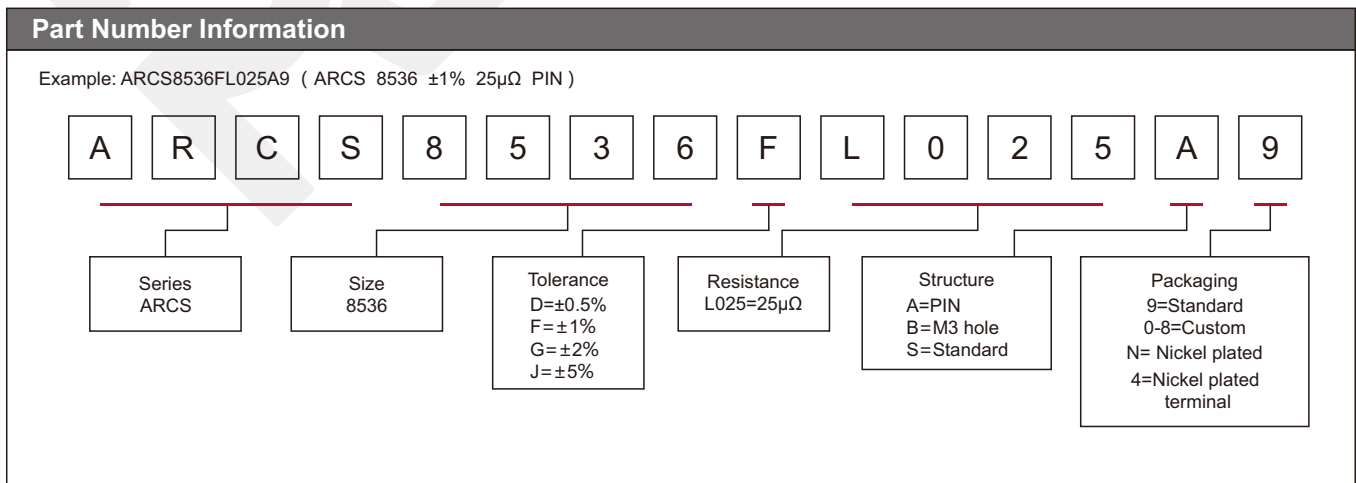 Part Number Information
Example: ARCS8536FL025A9 ( ARCS 8536 ±1% 25μΩ PIN )
A R C S 8 5 3 6 F L 0 2 5 A 9
Series
ARCS
Size
8536
Tolerance
D=±0.5%
F=±1%
G=±2%
J=±5%
Resistance
L025=25μΩ
Structure
A=PIN
B=M3 hole
S=Standard
Packaging
9=Standard
0-8=Custom
N= Nickel plated
4=Nickel plated
terminal